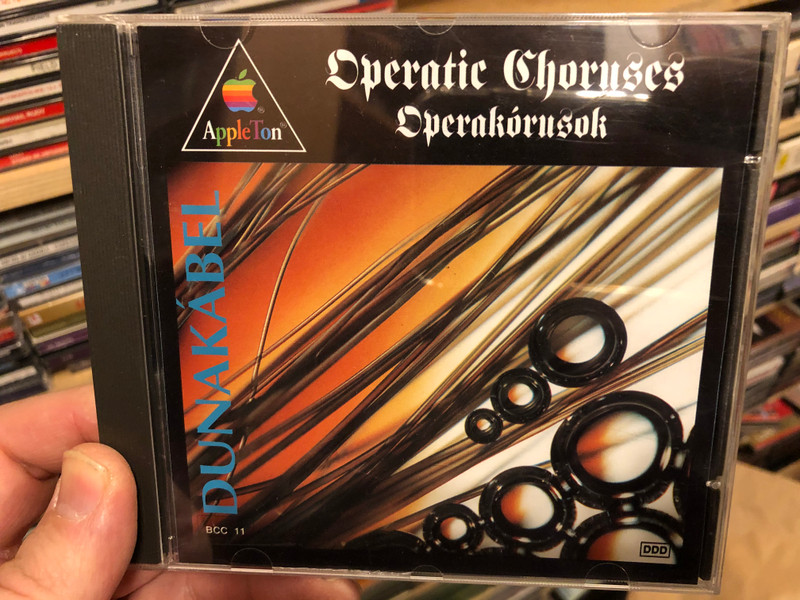 Operatic Choruses
Operakórusok
AppleTon®
DUNAKÁBEL
BCC 11
DDD